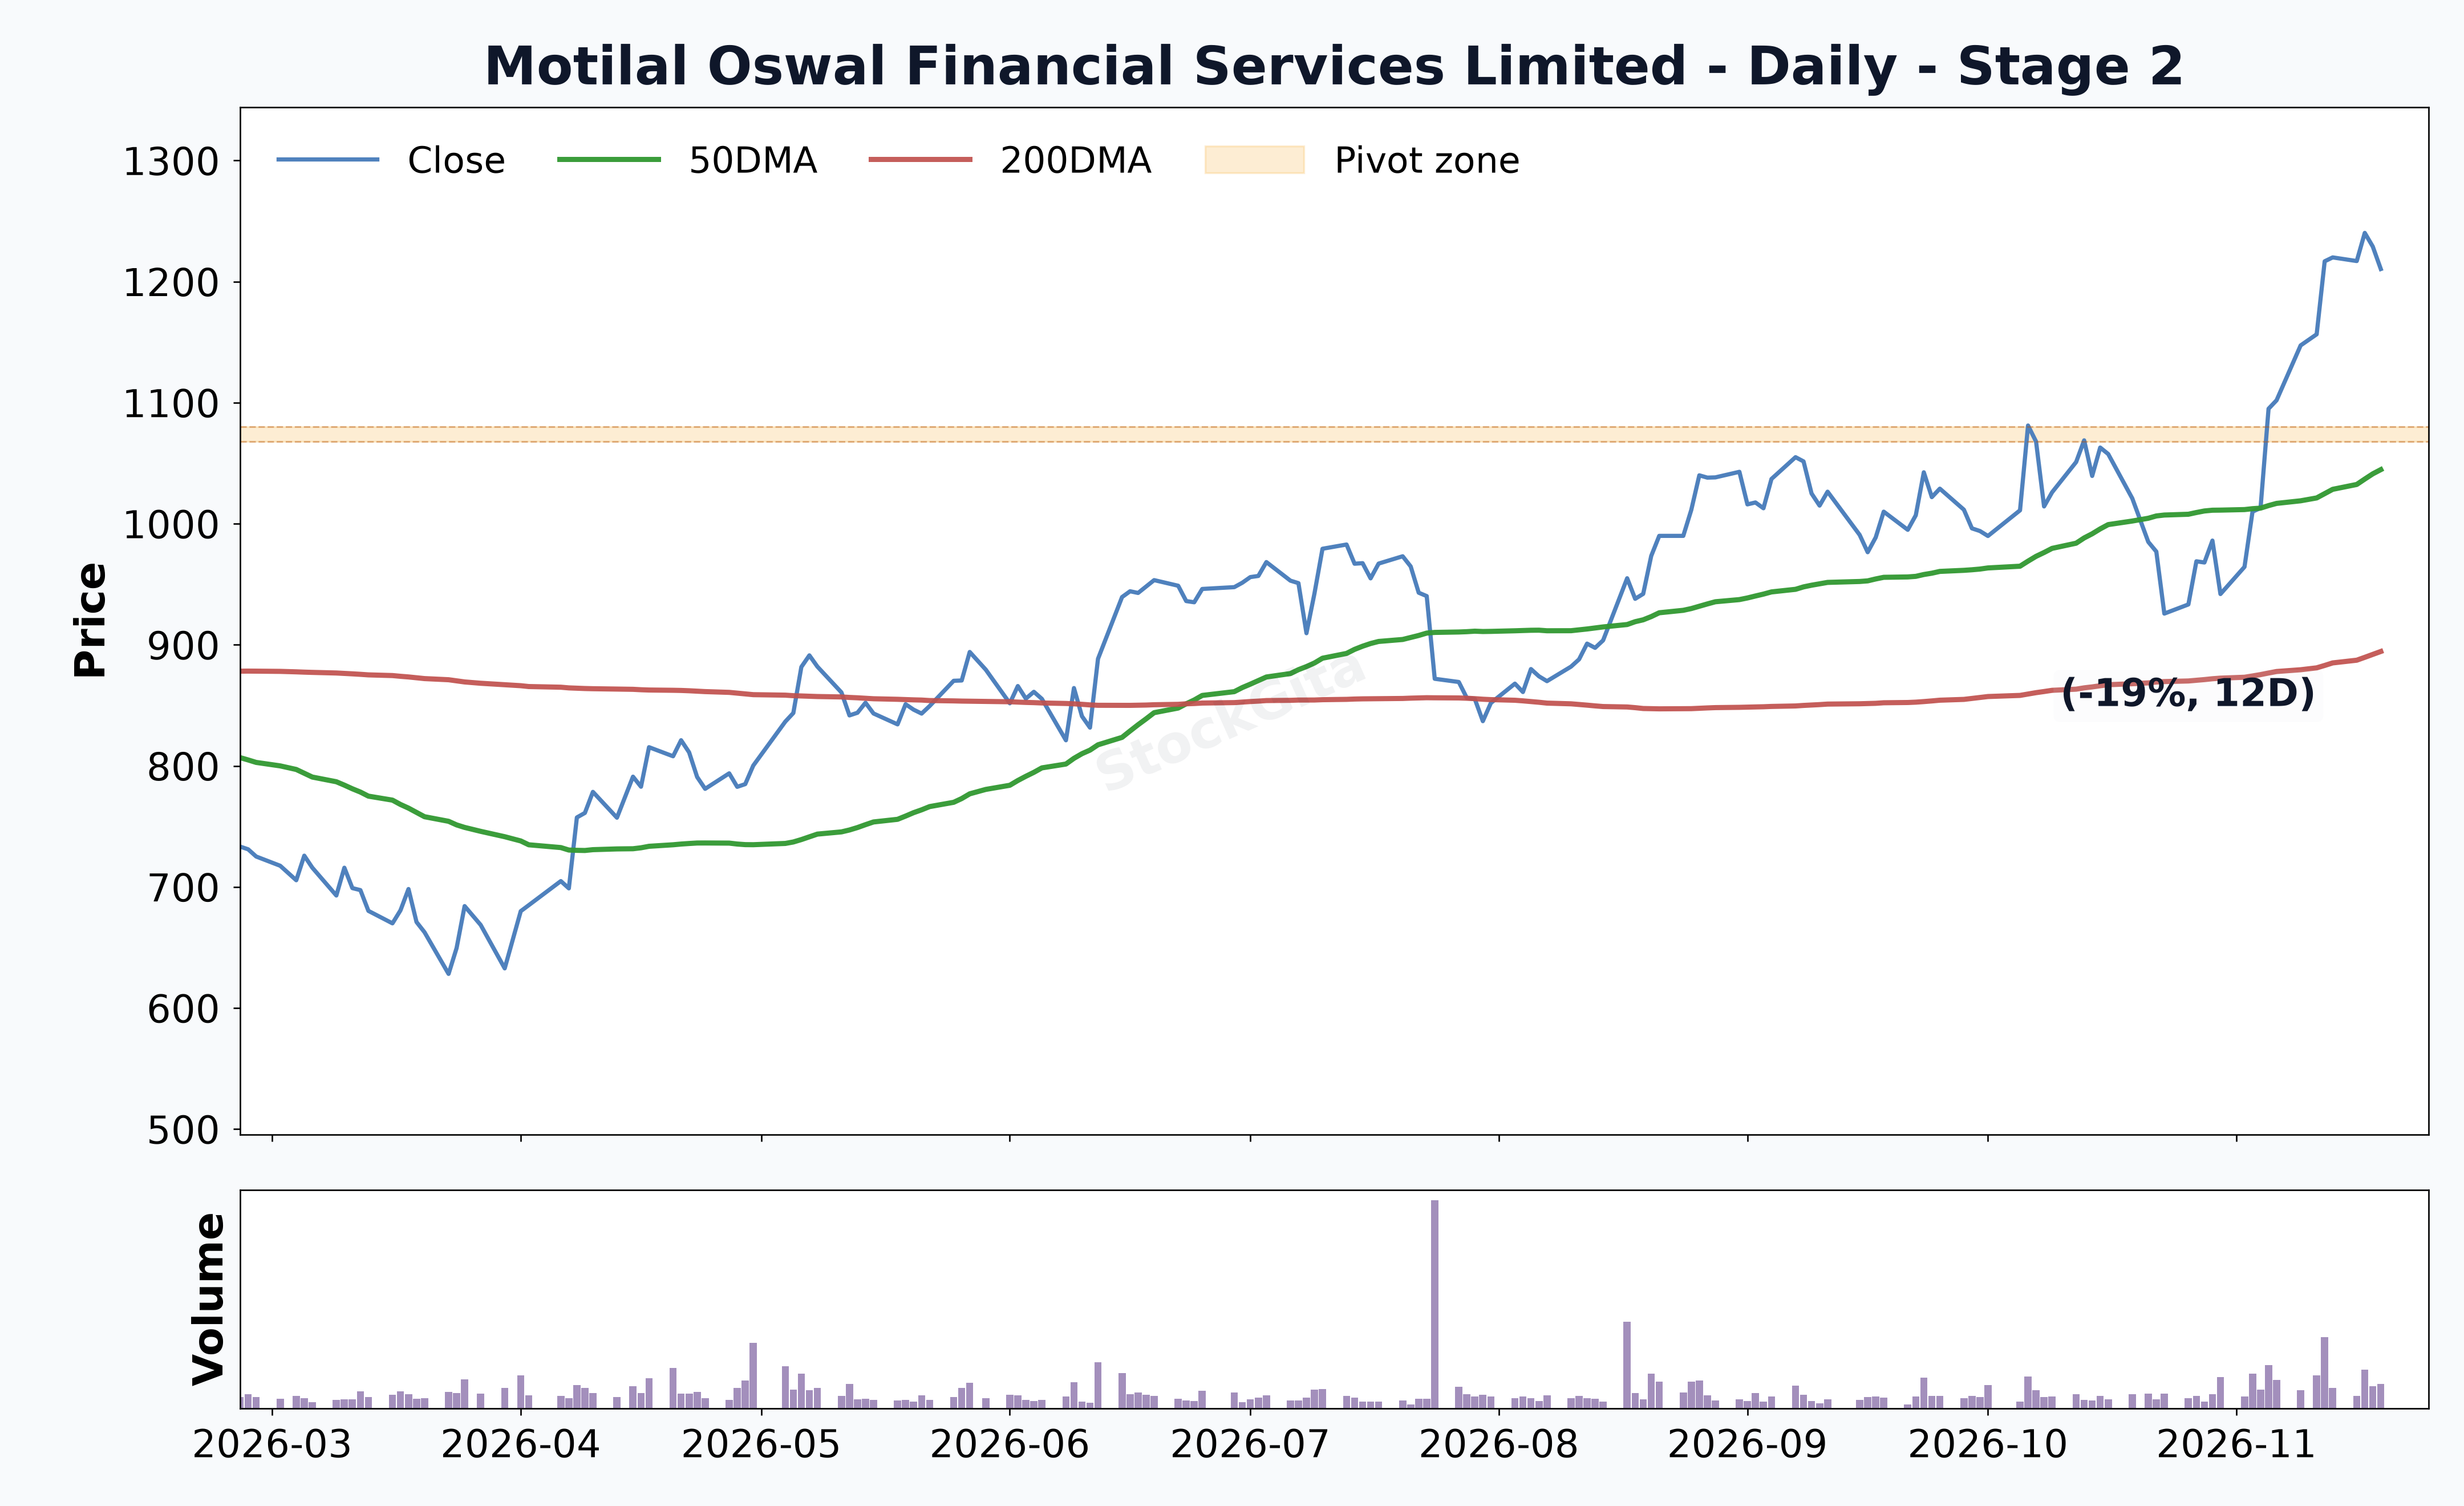 Motilal Oswal Financial Services Limited - Daily - Stage 2
Close 50DMA 200DMA Pivot zone
Price
1300
1200
1100
1000
900
800
700
600
500
(-19%, 12D)
StockGita
Volume
2026-03 2026-04 2026-05 2026-06 2026-07 2026-08 2026-09 2026-10 2026-11